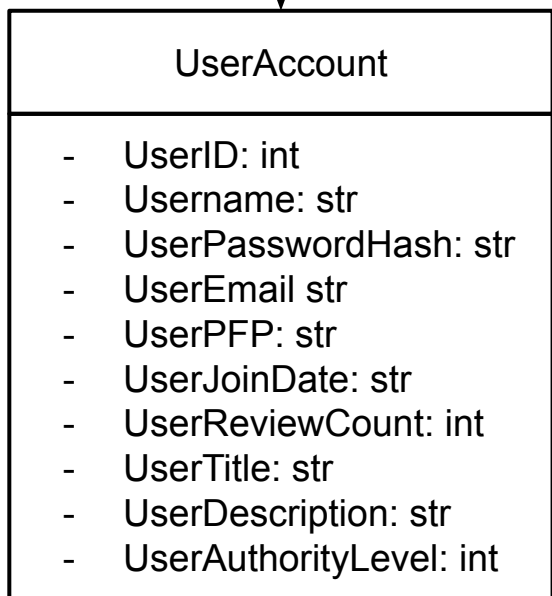 UserAccount
- UserID: int
- Username: str
- UserPasswordHash: str
- UserEmail str
- UserPFP: str
- UserJoinDate: str
- UserReviewCount: int
- UserTitle: str
- UserDescription: str
- UserAuthorityLevel: int